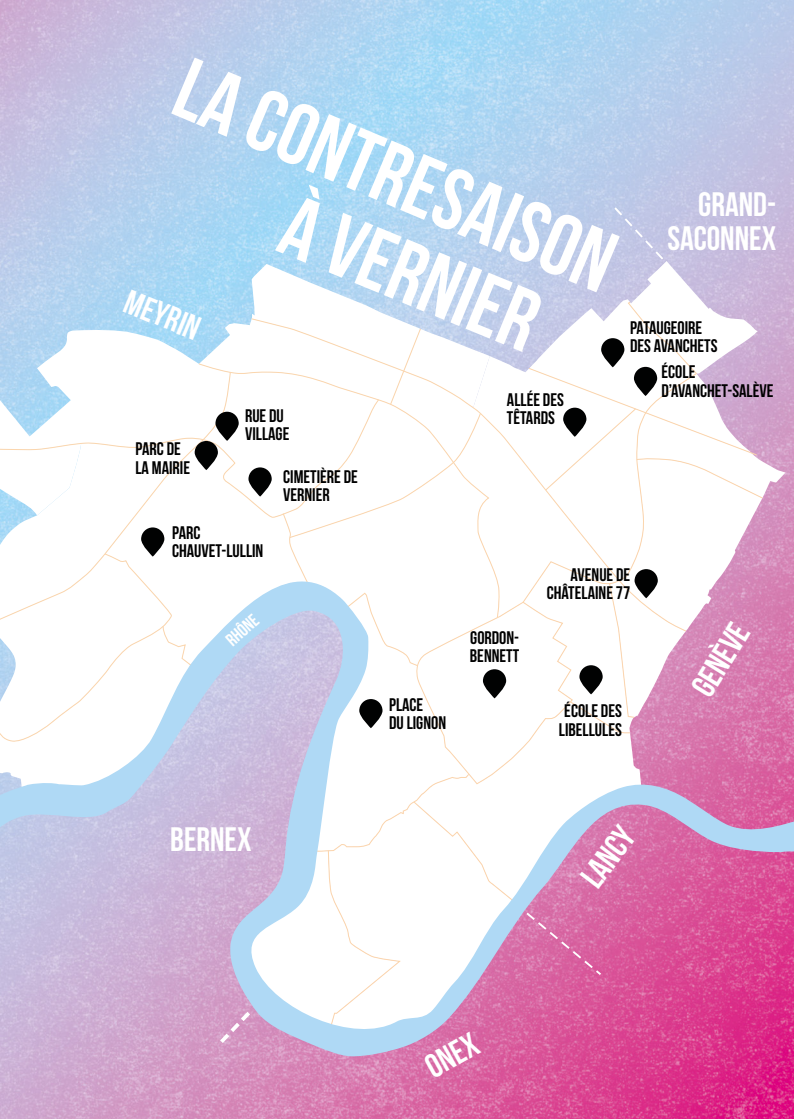 LA CONTRESAISON
À VERNIER
GRAND-
SACONNEX
MEYRIN
PATAUGEOIRE
DES AVANCHETS
ÉCOLE
D'AVANCHET-SALÈVE
ALLÉE DES
TÊTARDS
RUE DU
VILLAGE
PARC DE
LA MAIRIE
CIMETIÈRE DE
VERNIER
PARC
CHAUVET-LULLIN
AVENUE DE
CHÂTELAINE 77
RHÔNE
GORDON-
BENNETT
GENÈVE
PLACE
DU LIGNON
ÉCOLE DES
LIBELLULES
BERNEX
LANCY
ONEX